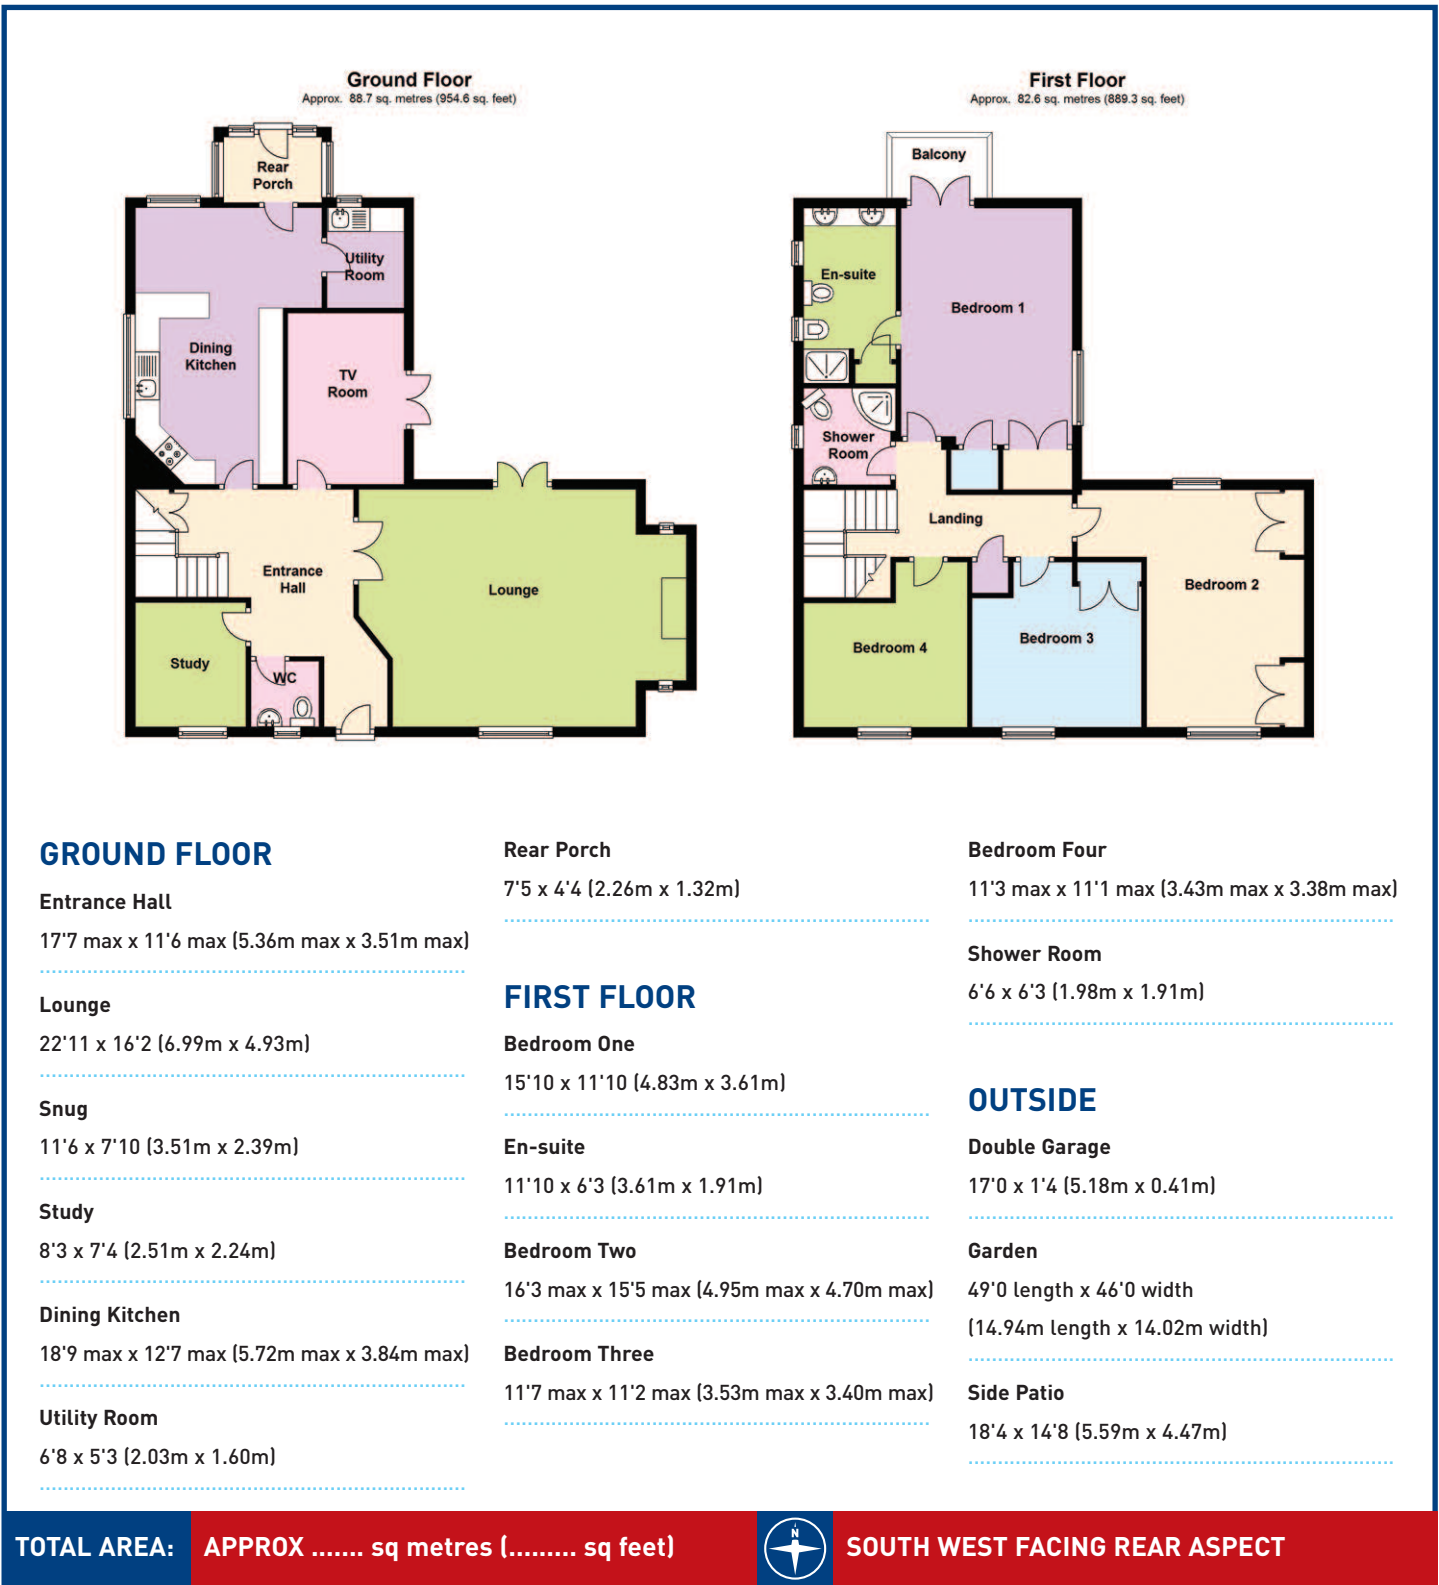 Ground Floor
Approx. 88.7 sq. metres (954.6 sq. feet)
Rear
Porch
Utility
Room
Dining
Kitchen
TV
Room
Entrance
Hall
Lounge
Study
WC
First Floor
Approx. 82.6 sq. metres (889.3 sq. feet)
Balcony
En-suite
Bedroom 1
Shower
Room
Landing
Bedroom 2
Bedroom 3
Bedroom 4
GROUND FLOOR
Entrance Hall
17'7 max x 11'6 max (5.36m max x 3.51m max)
Lounge
22'11 x 16'2 (6.99m x 4.93m)
Snug
11'6 x 7'10 (3.51m x 2.39m)
Study
8'3 x 7'4 (2.51m x 2.24m)
Dining Kitchen
18'9 max x 12'7 max (5.72m max x 3.84m max)
Utility Room
6'8 x 5'3 (2.03m x 1.60m)
Rear Porch
7'5 x 4'4 (2.26m x 1.32m)
FIRST FLOOR
Bedroom One
15'10 x 11'10 (4.83m x 3.61m)
En-suite
11'10 x 6'3 (3.61m x 1.91m)
Bedroom Two
16'3 max x 15'5 max (4.95m max x 4.70m max)
Bedroom Three
11'7 max x 11'2 max (3.53m max x 3.40m max)
Bedroom Four
11'3 max x 11'1 max (3.43m max x 3.38m max)
Shower Room
6'6 x 6'3 (1.98m x 1.91m)
OUTSIDE
Double Garage
17'0 x 1'4 (5.18m x 0.41m)
Garden
49'0 length x 46'0 width
(14.94m length x 14.02m width)
Side Patio
18'4 x 14'8 (5.59m x 4.47m)
TOTAL AREA: APPROX ....... sq metres (......... sq feet)
N
SOUTH WEST FACING REAR ASPECT